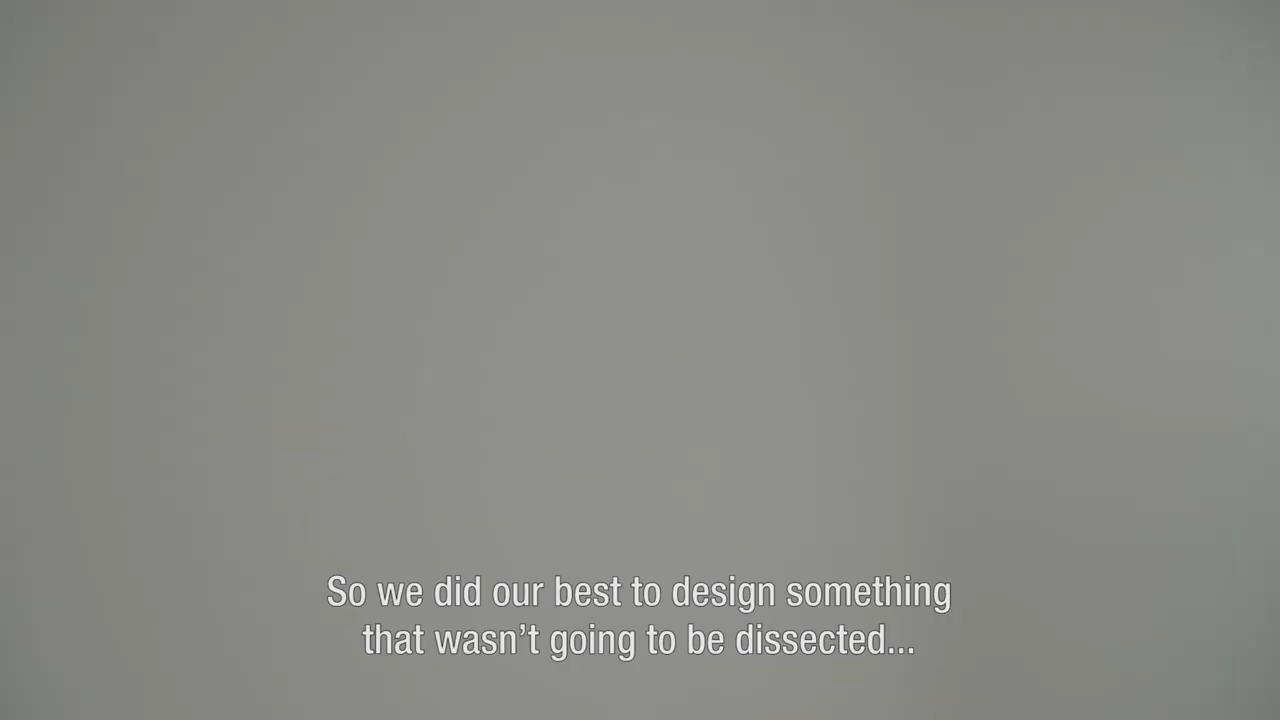 So we did our best to design something
that wasn’t going to be dissected...